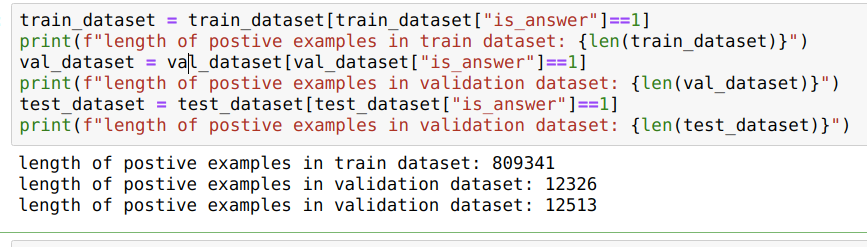 train_dataset = train_dataset[train_dataset["is_answer"]==1]
print(f"length of postive examples in train dataset: {len(train_dataset)}")
val_dataset = val_dataset[val_dataset["is_answer"]==1]
print(f"length of postive examples in validation dataset: {len(val_dataset)}")
test_dataset = test_dataset[test_dataset["is_answer"]==1]
print(f"length of postive examples in validation dataset: {len(test_dataset)}")
length of postive examples in train dataset: 809341
length of postive examples in validation dataset: 12326
length of postive examples in validation dataset: 12513